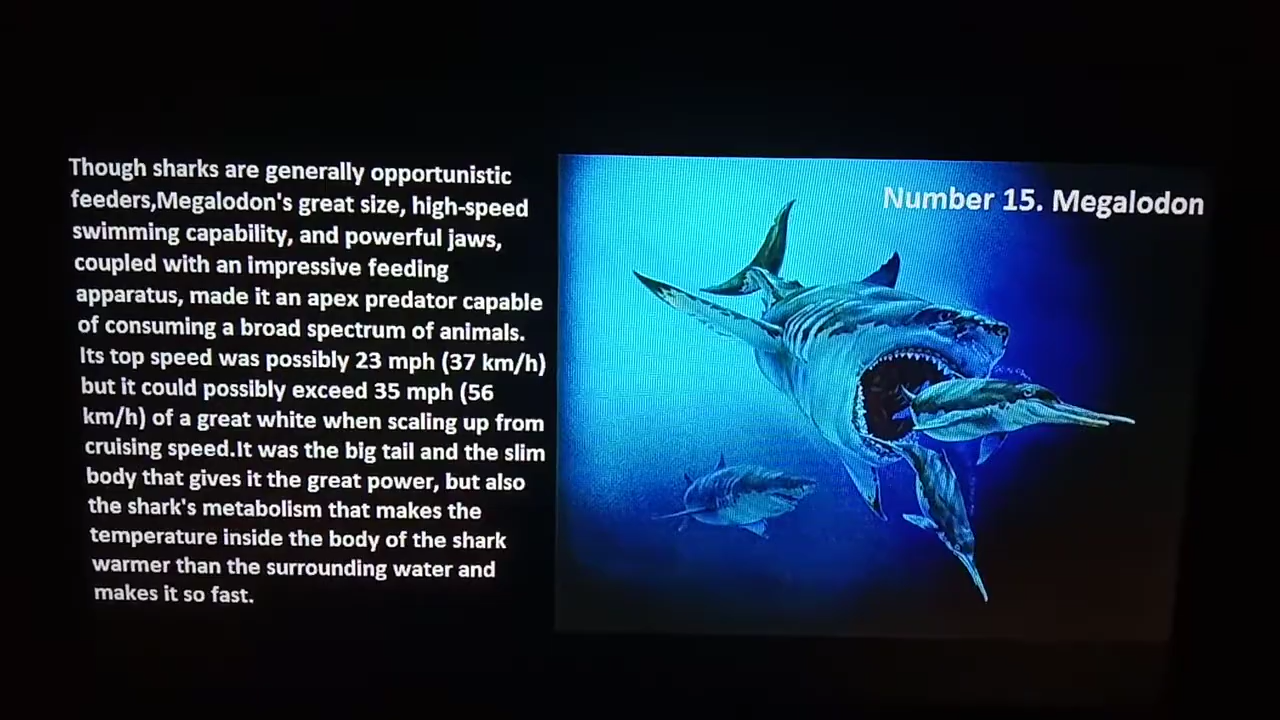 Though sharks are generally opportunistic
feeders,Megalodon's great size, high-speed
swimming capability, and powerful jaws,
coupled with an impressive feeding
apparatus, made it an apex predator capable
of consuming a broad spectrum of animals.
Its top speed was possibly 23 mph (37 km/h)
but it could possibly exceed 35 mph (56
km/h) of a great white when scaling up from
cruising speed.It was the big tail and the slim
body that gives it the great power, but also
the shark's metabolism that makes the
temperature inside the body of the shark
warmer than the surrounding water and
makes it so fast.
Number 15. Megalodon